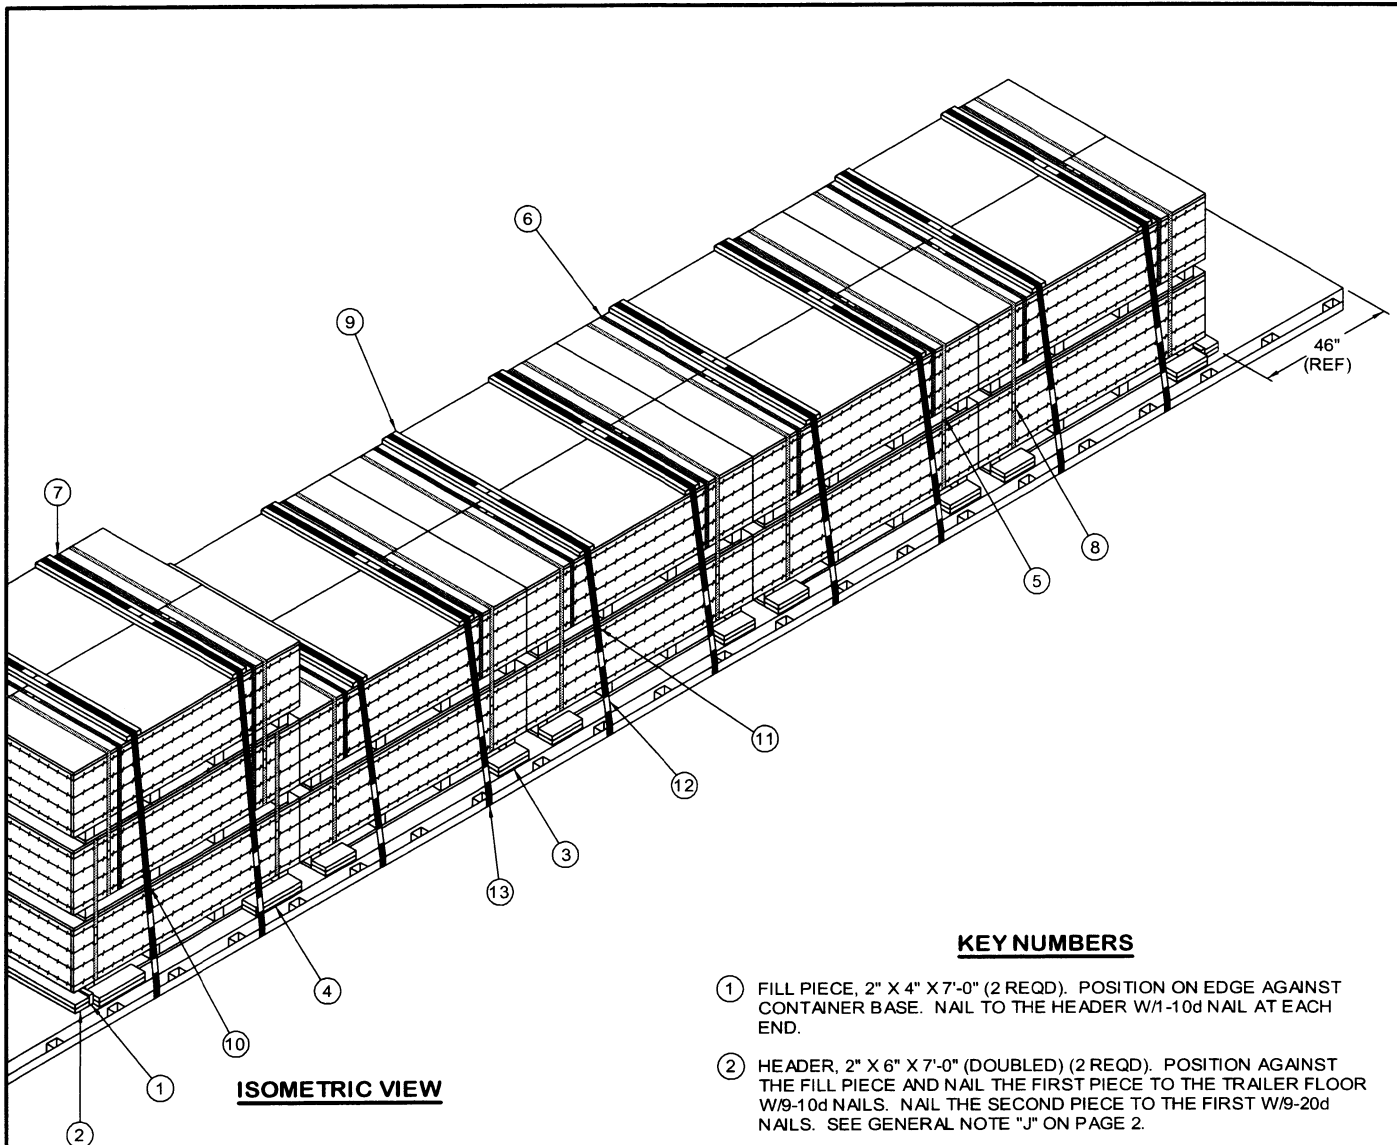 6
9
46"
(REF)
7
8
5
11
12
3
13
4
10
1
2
ISOMETRIC VIEW
KEY NUMBERS
1 FILL PIECE, 2" X 4" X 7'-0" (2 REQD). POSITION ON EDGE AGAINST
CONTAINER BASE. NAIL TO THE HEADER W/1-10d NAIL AT EACH
END.
2 HEADER, 2" X 6" X 7'-0" (DOUBLED) (2 REQD). POSITION AGAINST
THE FILL PIECE AND NAIL THE FIRST PIECE TO THE TRAILER FLOOR
W/9-10d NAILS. NAIL THE SECOND PIECE TO THE FIRST W/9-20d
NAILS. SEE GENERAL NOTE "J" ON PAGE 2.